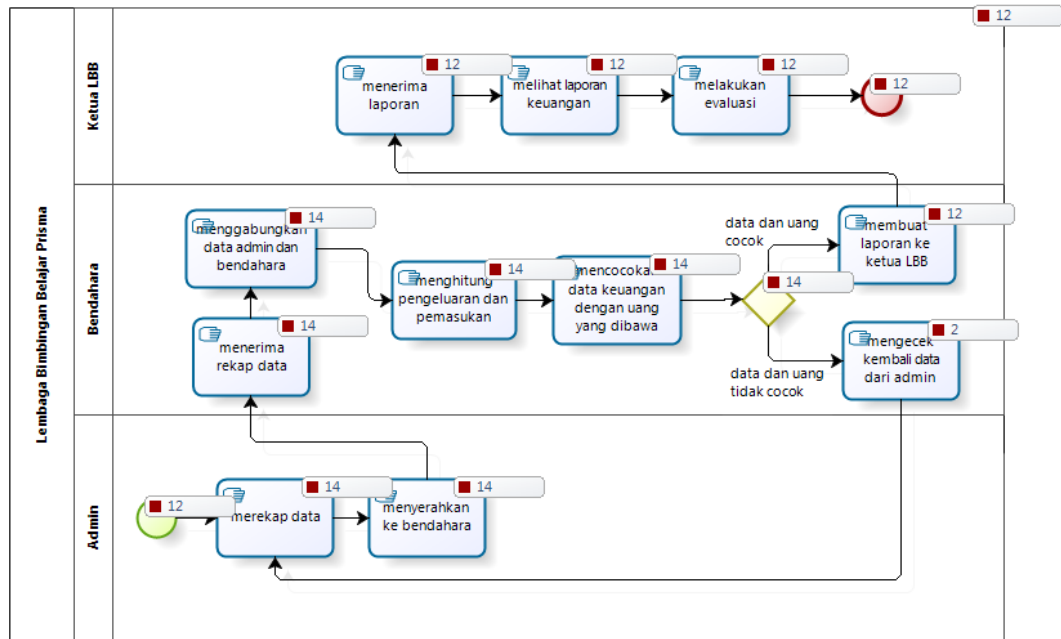 Lembaga Bimbingan Belajar Prisma
Ketua LBB
12
menerima
laporan
12
melihat laporan
keuangan
12
melakukan
evaluasi
12
12
Bendahara
14
menggabungkan
data admin dan
bendahara
14
menerima
rekap data
14
menghitung
pengeluaran dan
pemasukan
14
mencocokan
data keuangan
dengan uang
yang dibawa
14
data dan uang
cocok
12
membuat
laporan ke
ketua LBB
data dan uang
tidak cocok
2
mengecek
kembali data
dari admin
Admin
12
14
merekap data
14
menyerahkan
ke bendahara